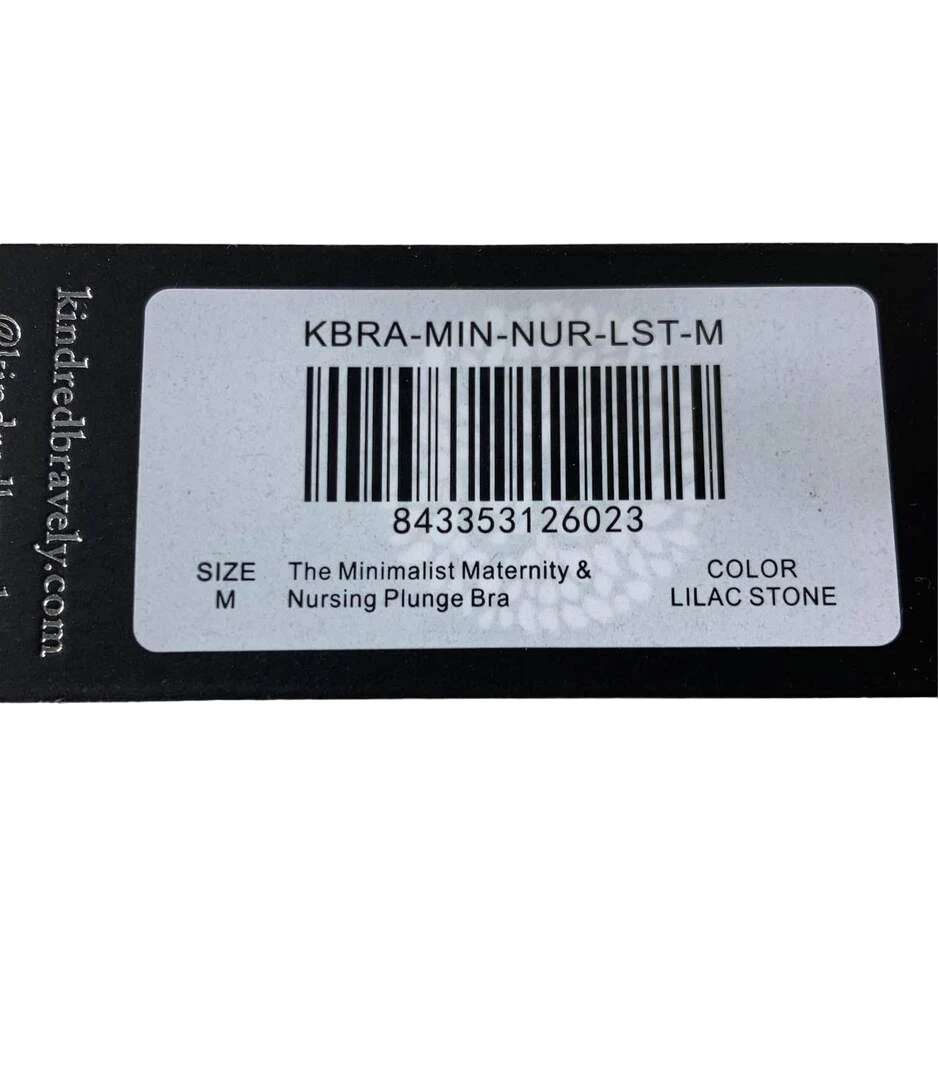 KBRA-MIN-NUR-LST-M
843353126023
SIZE
M
The Minimalist Maternity &
Nursing Plunge Bra
COLOR
LILAC STONE
kindredbravely.com